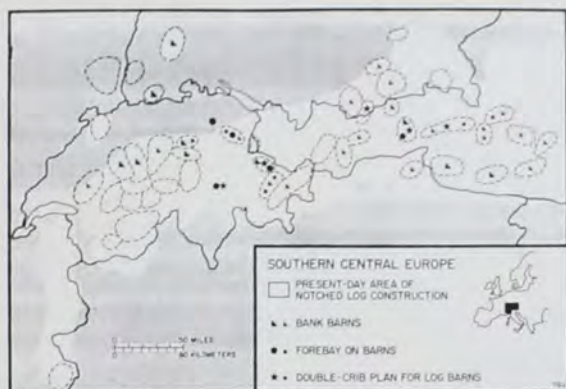 50 MILES
80 KILOMETERS
SOUTHERN CENTRAL EUROPE
PRESENT-DAY AREA OF
NOTCHED LOG CONSTRUCTION
BANK BARNS
FOREBAY ON BARNS
DOUBLE-CRIB PLAN FOR LOG BARNS